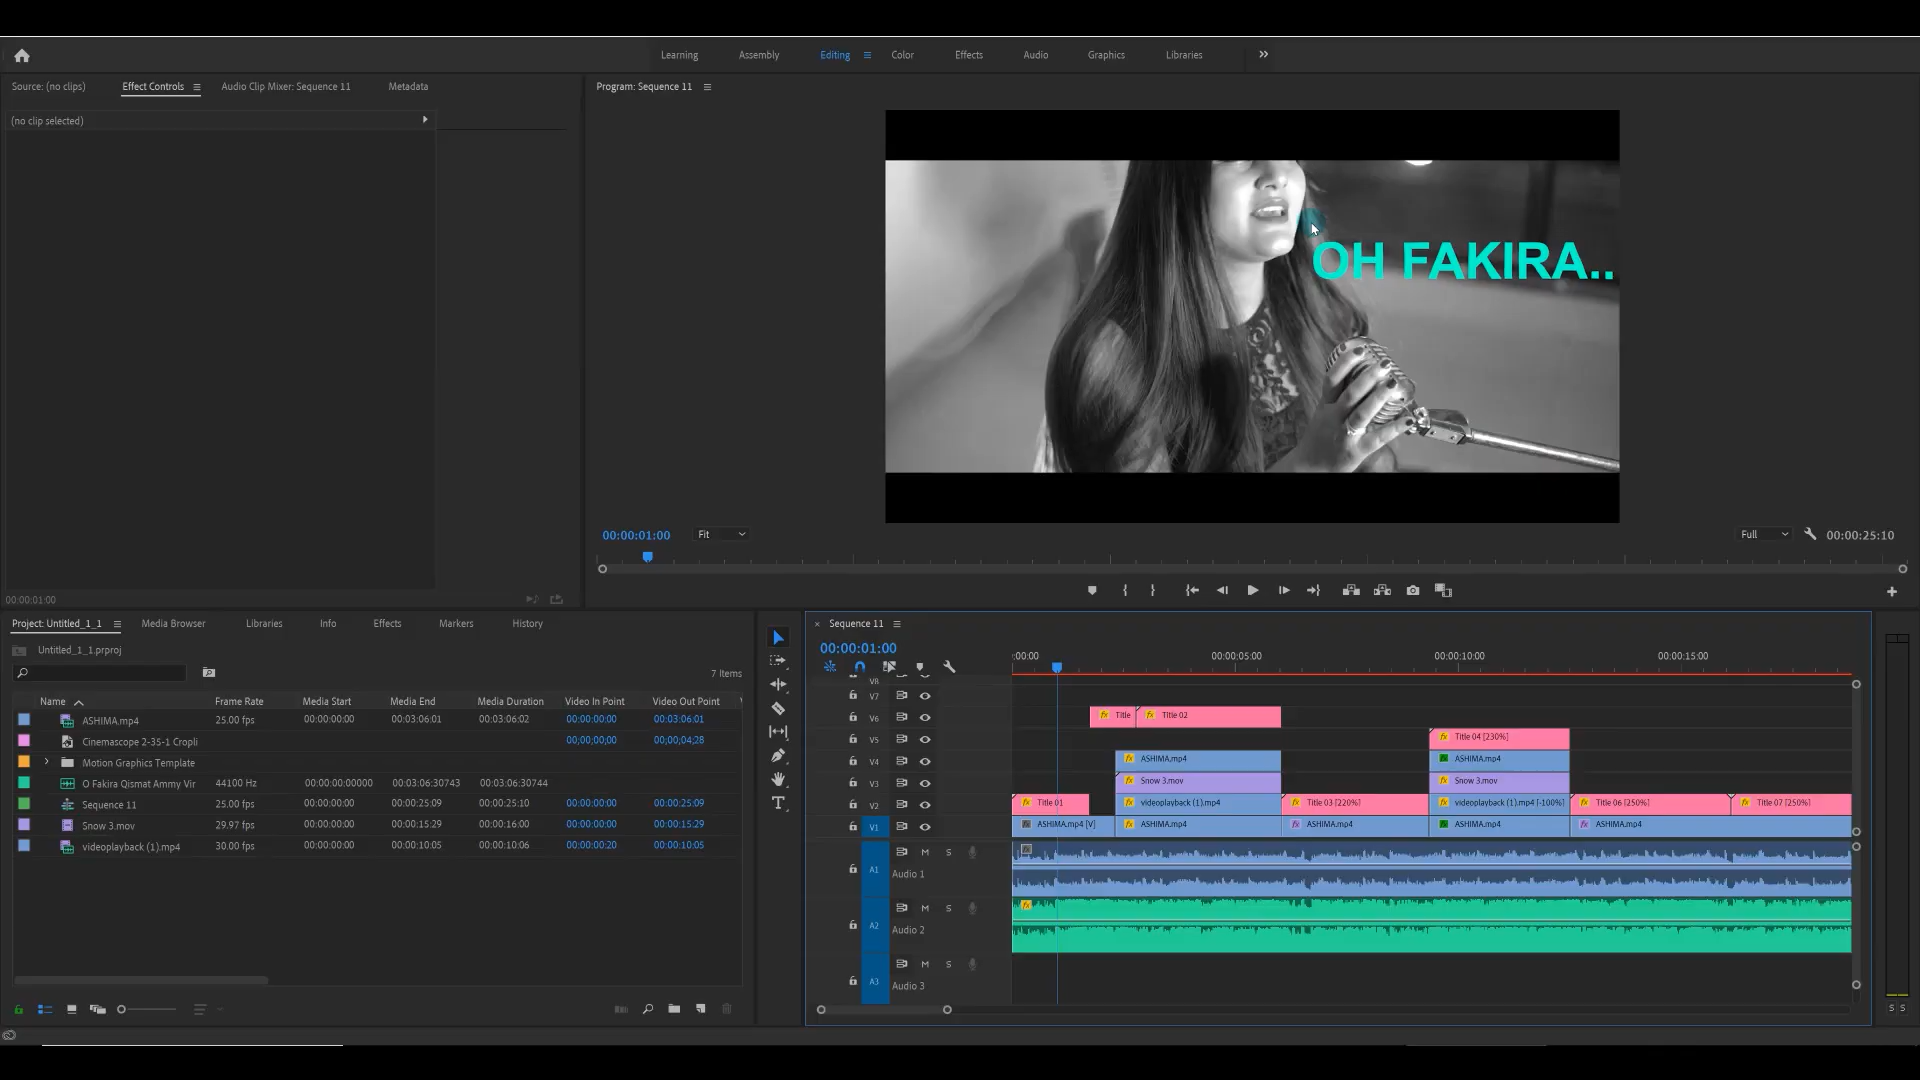 Learning Assembly Editing Color Effects Audio Graphics Libraries
Source: (no clips) Effect Controls Audio Clip Mixer: Sequence 11 Metadata
Program: Sequence 11
(no clip selected)
OH FAKIRA..
00:00:01:00 Fit Full 00:00:25:10
00:00:01:00
Project: Untitled_1_1 Media Browser Libraries Info Effects Markers History
Untitled_1_1.prproj
7 Items
Name Frame Rate Media Start Media End Media Duration Video In Point Video Out Point
ASHIMA.mp4 25.00 fps 00:00:00:00 00:03:06:01 00:03:06:02 00:00:00:00 00:03:06:01
Cinemascope 2-35-1 Cropli 00;00;00;00 00;00;04;28
Motion Graphics Template
O Fakira Qismat Ammy Vir 44100 Hz 00:00:00:00000 00:03:06:30743 00:03:06:30744
Sequence 11 25.00 fps 00:00:00:00 00:00:25:09 00:00:25:10 00:00:00:00 00:00:25:09
Snow 3.mov 29.97 fps 00:00:00:00 00:00:15:29 00:00:16:00 00:00:00:00 00:00:15:29
videoplayback (1).mp4 30.00 fps 00:00:00:00 00:00:10:05 00:00:10:06 00:00:00:20 00:00:10:05
Sequence 11
00:00:01:00
:00:00 00:00:05:00 00:00:10:00 00:00:15:00
V8
V7
V6 Title Title 02
V5 Title 04 [230%]
V4 ASHIMA.mp4 ASHIMA.mp4
V3 Snow 3.mov Snow 3.mov
V2 Title 01 videoplayback (1).mp4 Title 03 [220%] videoplayback (1).mp4 [-100%] Title 06 [250%] Title 07 [250%]
V1 ASHIMA.mp4 [V] ASHIMA.mp4 ASHIMA.mp4 ASHIMA.mp4 ASHIMA.mp4
M S
A1 Audio 1
M S
A2 Audio 2
M S
A3 Audio 3
S S